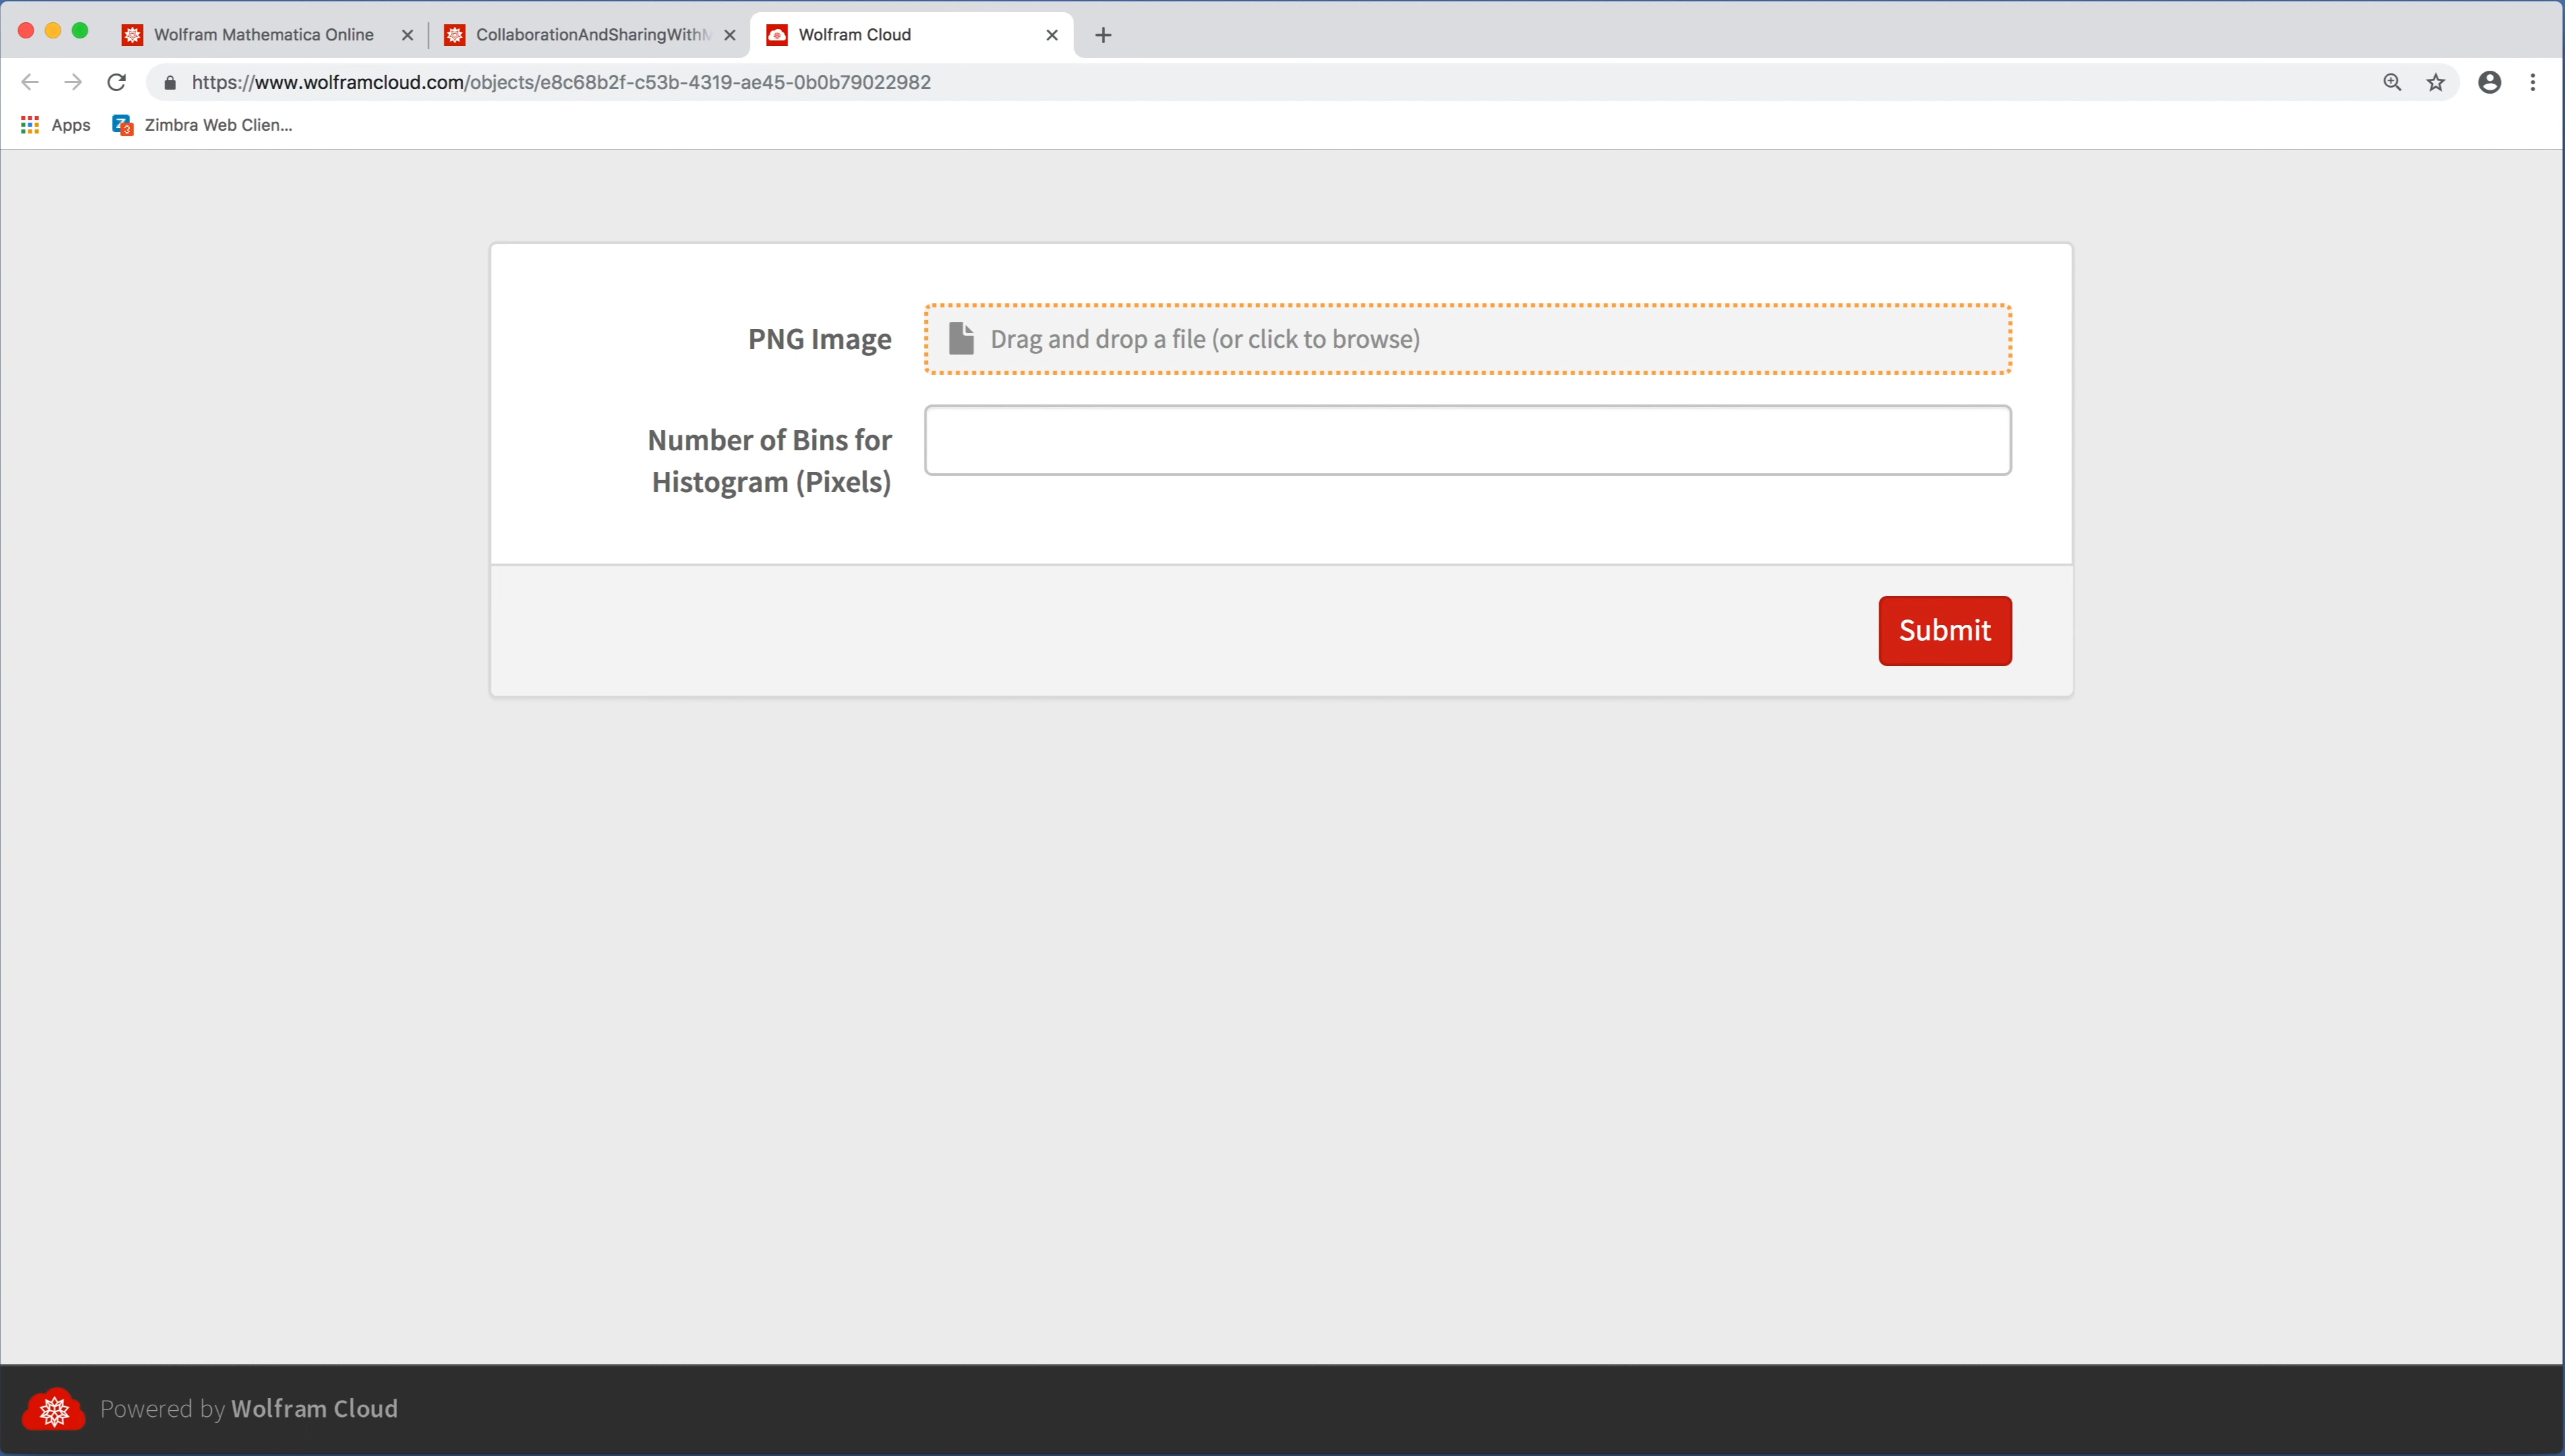 Wolfram Mathematica Online
CollaborationAndSharingWith
Wolfram Cloud
https://www.wolframcloud.com/objects/e8c68b2f-c53b-4319-ae45-0b0b79022982
Apps
Zimbra Web Clien...
PNG Image
Drag and drop a file (or click to browse)
Number of Bins for
Histogram (Pixels)
Submit
Powered by Wolfram Cloud